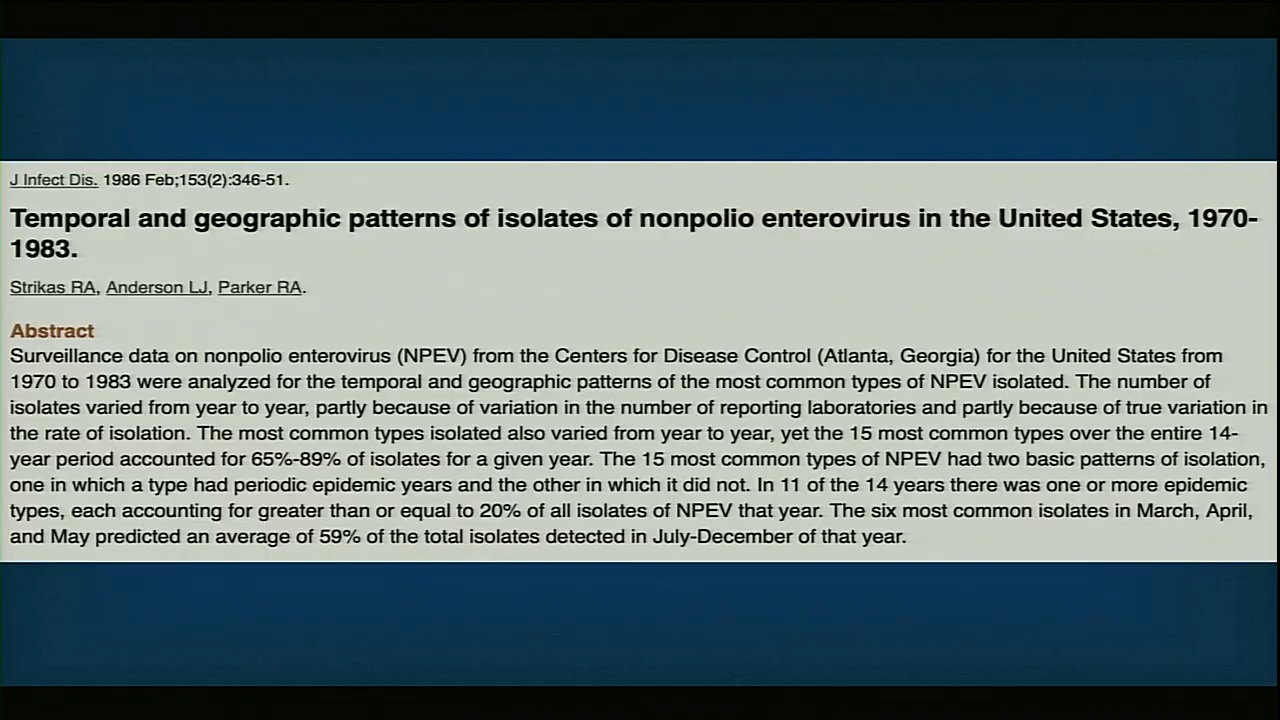 J Infect Dis. 1986 Feb;153(2):346-51.
Temporal and geographic patterns of isolates of nonpolio enterovirus in the United States, 1970-
1983.
Strikas RA, Anderson LJ, Parker RA.
Abstract
Surveillance data on nonpolio enterovirus (NPEV) from the Centers for Disease Control (Atlanta, Georgia) for the United States from
1970 to 1983 were analyzed for the temporal and geographic patterns of the most common types of NPEV isolated. The number of
isolates varied from year to year, partly because of variation in the number of reporting laboratories and partly because of true variation in
the rate of isolation. The most common types isolated also varied from year to year, yet the 15 most common types over the entire 14-
year period accounted for 65%-89% of isolates for a given year. The 15 most common types of NPEV had two basic patterns of isolation,
one in which a type had periodic epidemic years and the other in which it did not. In 11 of the 14 years there was one or more epidemic
types, each accounting for greater than or equal to 20% of all isolates of NPEV that year. The six most common isolates in March, April,
and May predicted an average of 59% of the total isolates detected in July-December of that year.